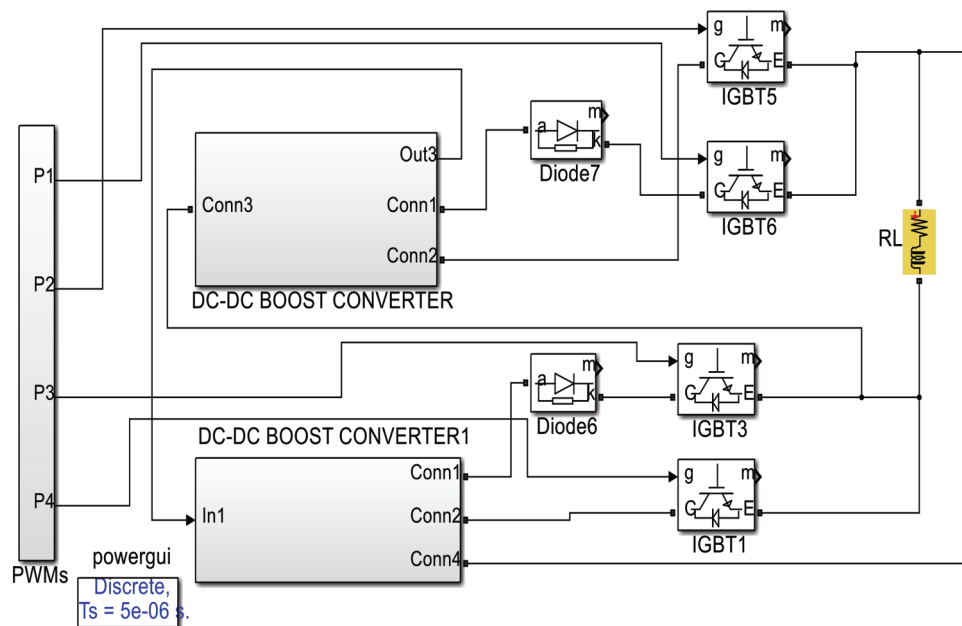 g
m
C
E
IGBT5
P1
P2
P3
P4
PWMs
Out3
Conn3
Conn1
Conn2
DC-DC BOOST CONVERTER
a
m
k
Diode7
g
m
C
E
IGBT6
RL
g
m
C
E
IGBT3
a
m
k
Diode6
DC-DC BOOST CONVERTER1
In1
Conn1
Conn2
Conn4
g
m
C
E
IGBT1
powergui
Discrete,
Ts = 5e-06 s.